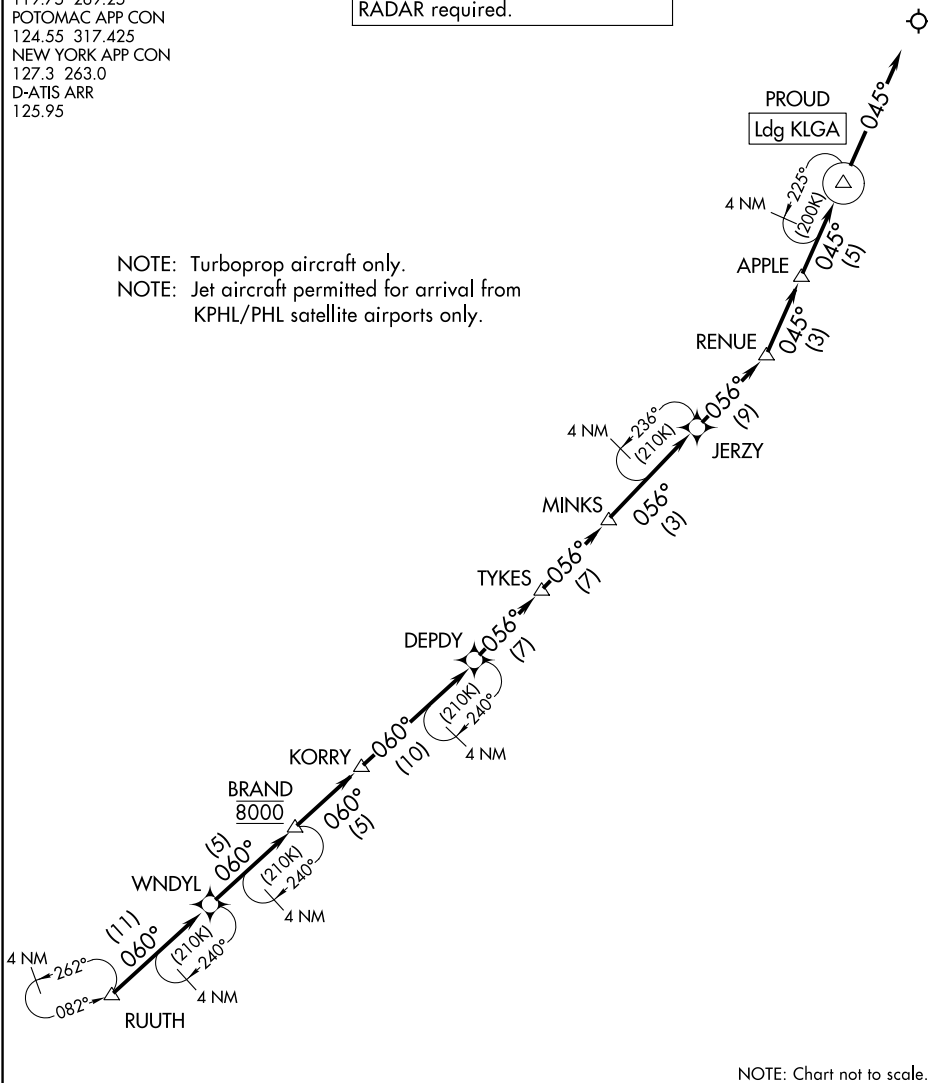 POTOMAC APP CON
124.55 317.425
NEW YORK APP CON
127.3 263.0
D-ATIS ARR
125.95
RADAR required.
PROUD
Ldg KLGA
045°
225°
(200K)
4 NM
045°
(5)
APPLE
NOTE: Turboprop aircraft only.
NOTE: Jet aircraft permitted for arrival from
KPHL/PHL satellite airports only.
RENUE
045°
(3)
056°
(9)
236°
(210K)
4 NM
JERZY
MINKS
056°
(3)
TYKES
056°
(7)
DEPDY
056°
(7)
(210K)
240°
4 NM
KORRY
060°
(10)
BRAND
8000
060°
(5)
(5)
060°
(210K)
240°
4 NM
WNDYL
(11)
060°
(210K)
240°
4 NM
4 NM
262°
082°
RUUTH
NOTE: Chart not to scale.